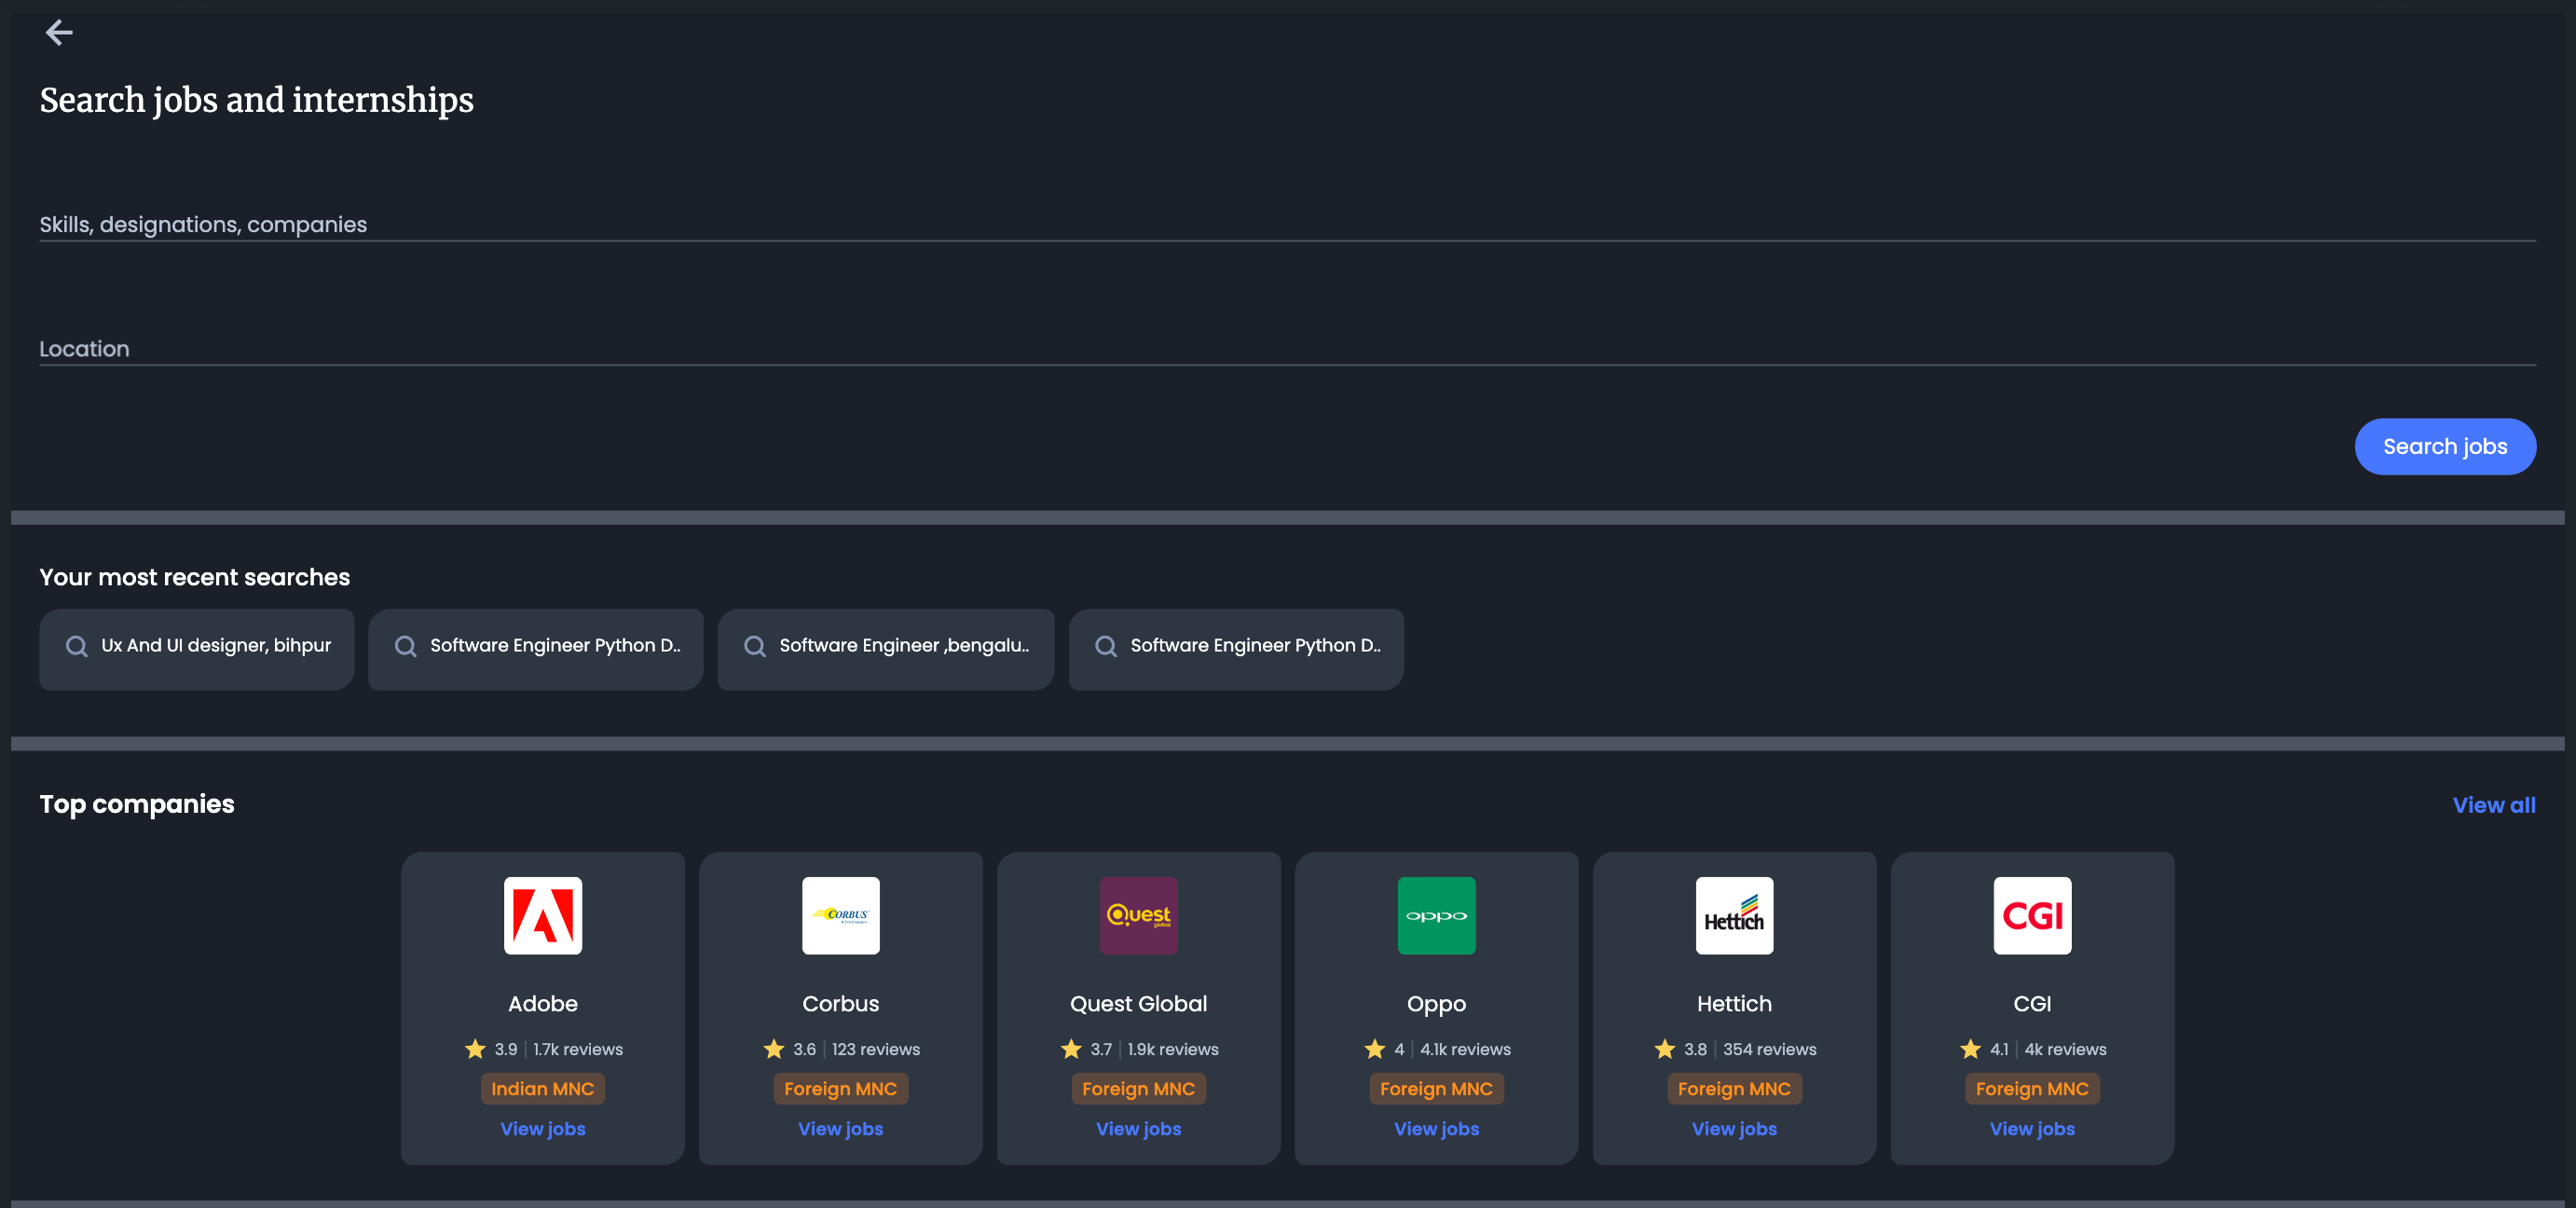 Search jobs and internships
Skills, designations, companies
Location
Search jobs
Your most recent searches
Ux And UI designer, bihpur
Software Engineer Python D..
Software Engineer ,bengalu..
Software Engineer Python D..
Top companies
View all
CORBUS
Quest
global
oppo
Hettich
CGI
Adobe
Corbus
Quest Global
Oppo
Hettich
CGI
3.9 | 1.7k reviews
3.6 | 123 reviews
3.7 | 1.9k reviews
4 | 4.1k reviews
3.8 | 354 reviews
4.1 | 4k reviews
Indian MNC
Foreign MNC
Foreign MNC
Foreign MNC
Foreign MNC
Foreign MNC
View jobs
View jobs
View jobs
View jobs
View jobs
View jobs